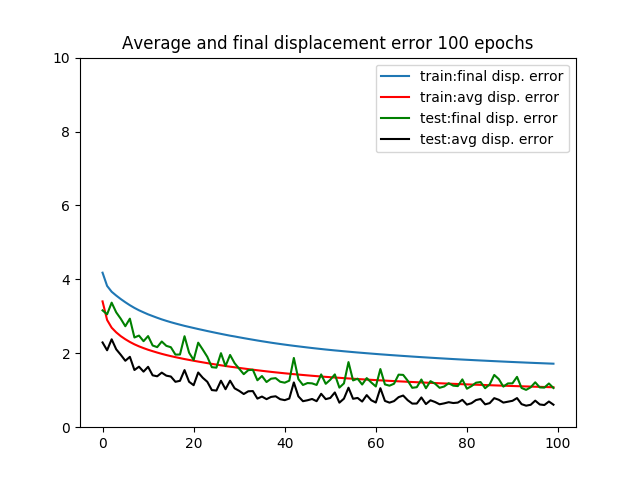 Average and final displacement error 100 epochs
train:final disp. error
train:avg disp. error
test:final disp. error
test:avg disp. error
10
8
6
4
2
0
0 20 40 60 80 100